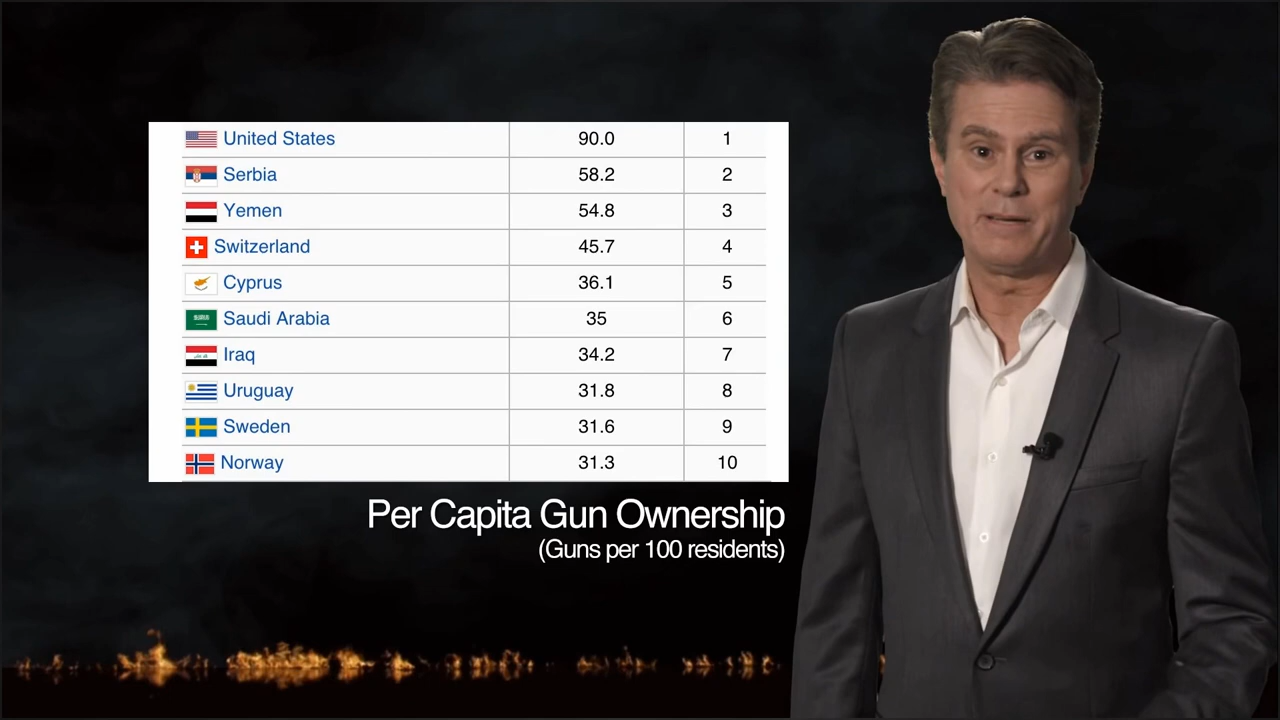 United States 90.0 1
Serbia 58.2 2
Yemen 54.8 3
Switzerland 45.7 4
Cyprus 36.1 5
Saudi Arabia 35 6
Iraq 34.2 7
Uruguay 31.8 8
Sweden 31.6 9
Norway 31.3 10
Per Capita Gun Ownership
(Guns per 100 residents)